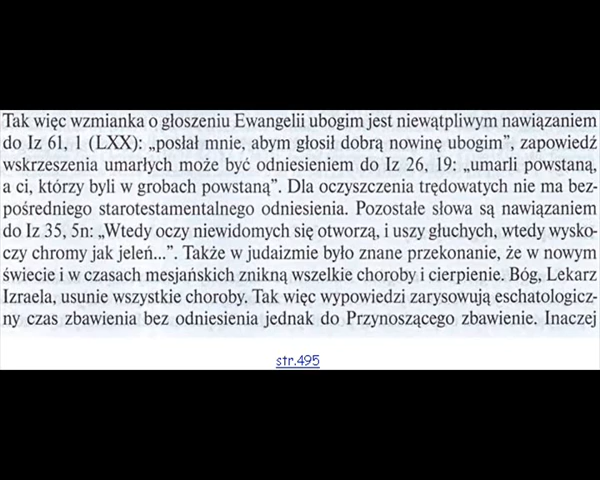 Tak więc wzmianka o głoszeniu Ewangelii ubogim jest niewątpliwym nawiązaniem
do Iz 61, 1 (LXX): „posłał mnie, abym głosił dobrą nowinę ubogim”, zapowiedź
wskrzeszenia umarłych może być odniesieniem do Iz 26, 19: „umarli powstaną,
a ci, którzy byli w grobach powstaną”. Dla oczyszczenia trędowatych nie ma bez-
pośredniego starotestamentalnego odniesienia. Pozostałe słowa są nawiązaniem
do Iz 35, 5n: „Wtedy oczy niewidomych się otworzą, i uszy głuchych, wtedy wysko-
czy chromy jak jeleń...”. Także w judaizmie było znane przekonanie, że w nowym
świecie i w czasach mesjańskich znikną wszelkie choroby i cierpienie. Bóg, Lekarz
Izraela, usunie wszystkie choroby. Tak więc wypowiedzi zarysowują eschatologicz-
ny czas zbawienia bez odniesienia jednak do Przynoszącego zbawienie. Inaczej
str.495